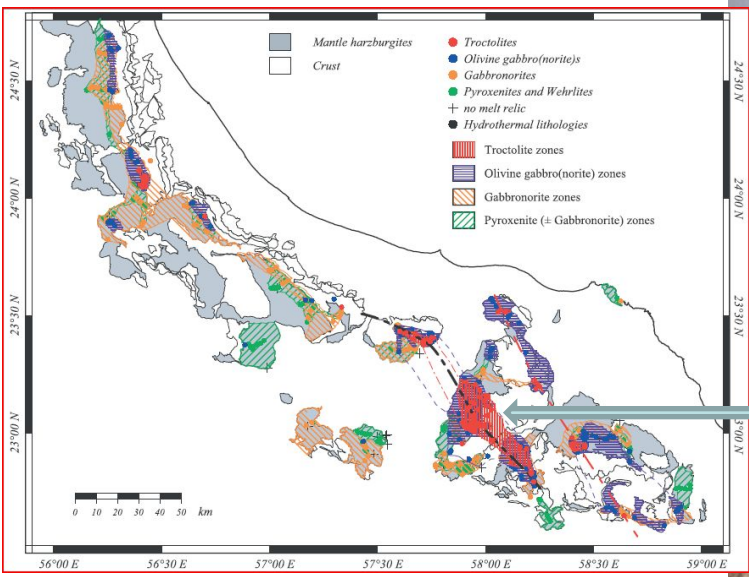 Mantle harzburgites
Crust
Troctolites
Olivine gabbro(norite)s
Gabbronorites
Pyroxenites and Wehrlites
no melt relic
Hydrothermal lithologies
Troctolite zones
Olivine gabbro(norite) zones
Gabbronorite zones
Pyroxenite (± Gabbronorite) zones
24°30 N
24°00 N
23°30 N
23°00 N
24°30 N
24°00 N
23°30 N
3°00 N
0 10 20 30 40 50 km
56°00 E 56°30 E 57°00 E 57°30 E 58°00 E 58°30 E 59°00 E